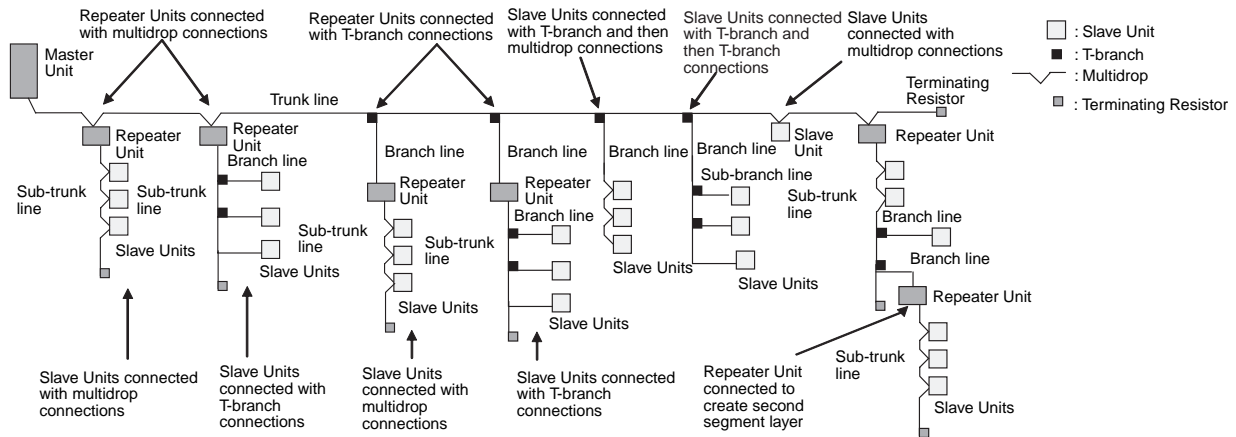 Repeater Units connected
with multidrop connections
Repeater Units connected
with T-branch connections
Slave Units connected
with T-branch and then
multidrop connections
Slave Units connected
with T-branch and
then T-branch
connections
Slave Units
connected with
multidrop connections
: Slave Unit
: T-branch
: Multidrop
: Terminating Resistor
Master
Unit
Trunk line
Terminating
Resistor
Repeater
Unit
Repeater
Unit
Branch line
Sub-trunk
line
Sub-trunk
line
Slave Units
Sub-trunk
line
Slave Units
Branch line
Repeater
Unit
Sub-trunk
line
Slave Units
Branch line
Repeater
Unit
Branch line
Slave Units
Branch line
Slave Units
Branch line
Sub-branch line
Slave Units
Slave
Unit
Repeater Unit
Sub-trunk
line
Branch line
Branch line
Repeater Unit
Sub-trunk
line
Slave Units
Slave Units connected
with multidrop
connections
Slave Units
connected with
T-branch
connections
Slave Units
connected with
multidrop
connections
Slave Units connected
with T-branch
connections
Repeater Unit
connected to
create second
segment layer